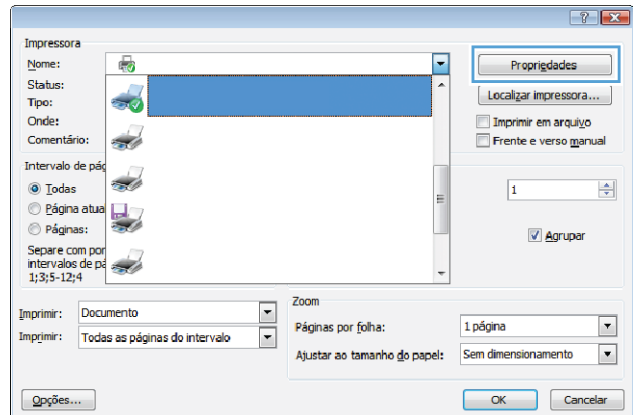 Impressora
Nome:
Propriedades
Status:
Tipo:
Localizar impressora...
Onde:
Imprimir em arquivo
Comentário:
Frente e verso manual
Intervalo de pág
Todas
1
Página atua
Páginas:
Agrupar
Separe com por
intervalos de pá
1;3;5-12;4
Imprimir: Documento
Zoom
Páginas por folha: 1 página
Imprimir: Todas as páginas do intervalo
Ajustar ao tamanho do papel: Sem dimensionamento
Opções...
OK
Cancelar